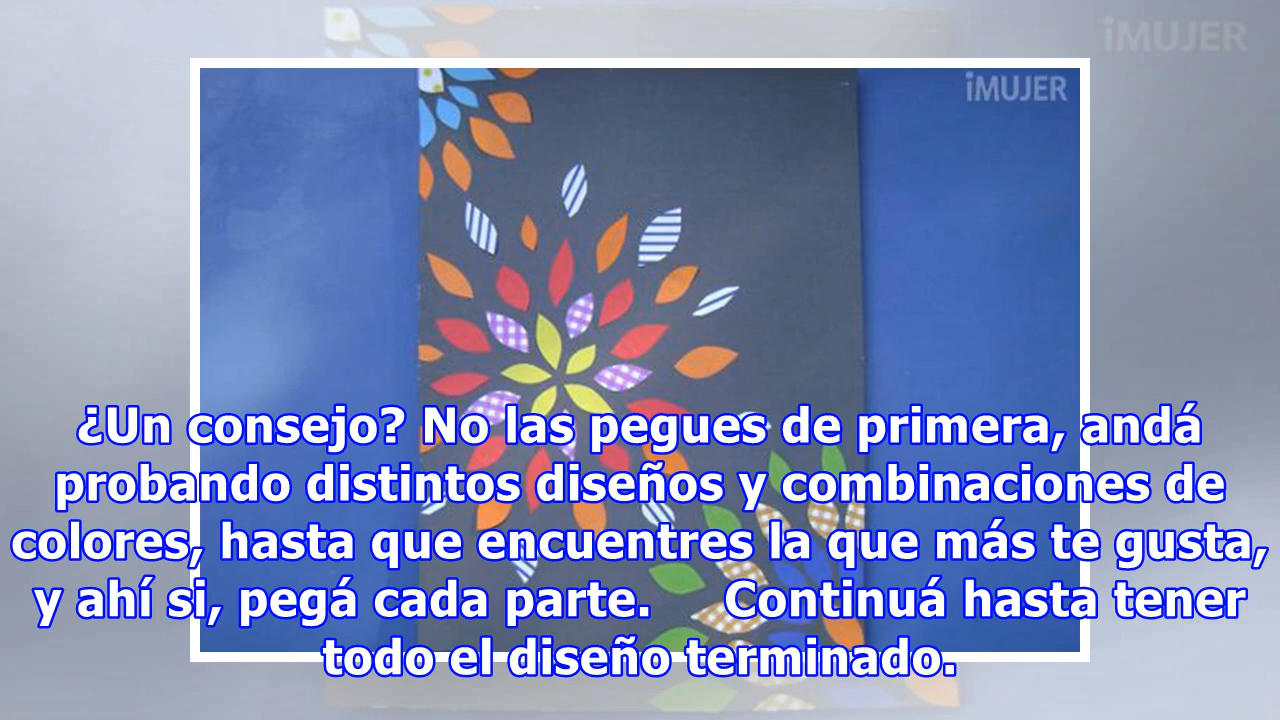 iMUJER
iMUJER
¿Un consejo? No las pegues de primera, andá
probando distintos diseños y combinaciones de
colores, hasta que encuentres la que más te gusta,
y ahí si, pegá cada parte. Continuá hasta tener
todo el diseño terminado.